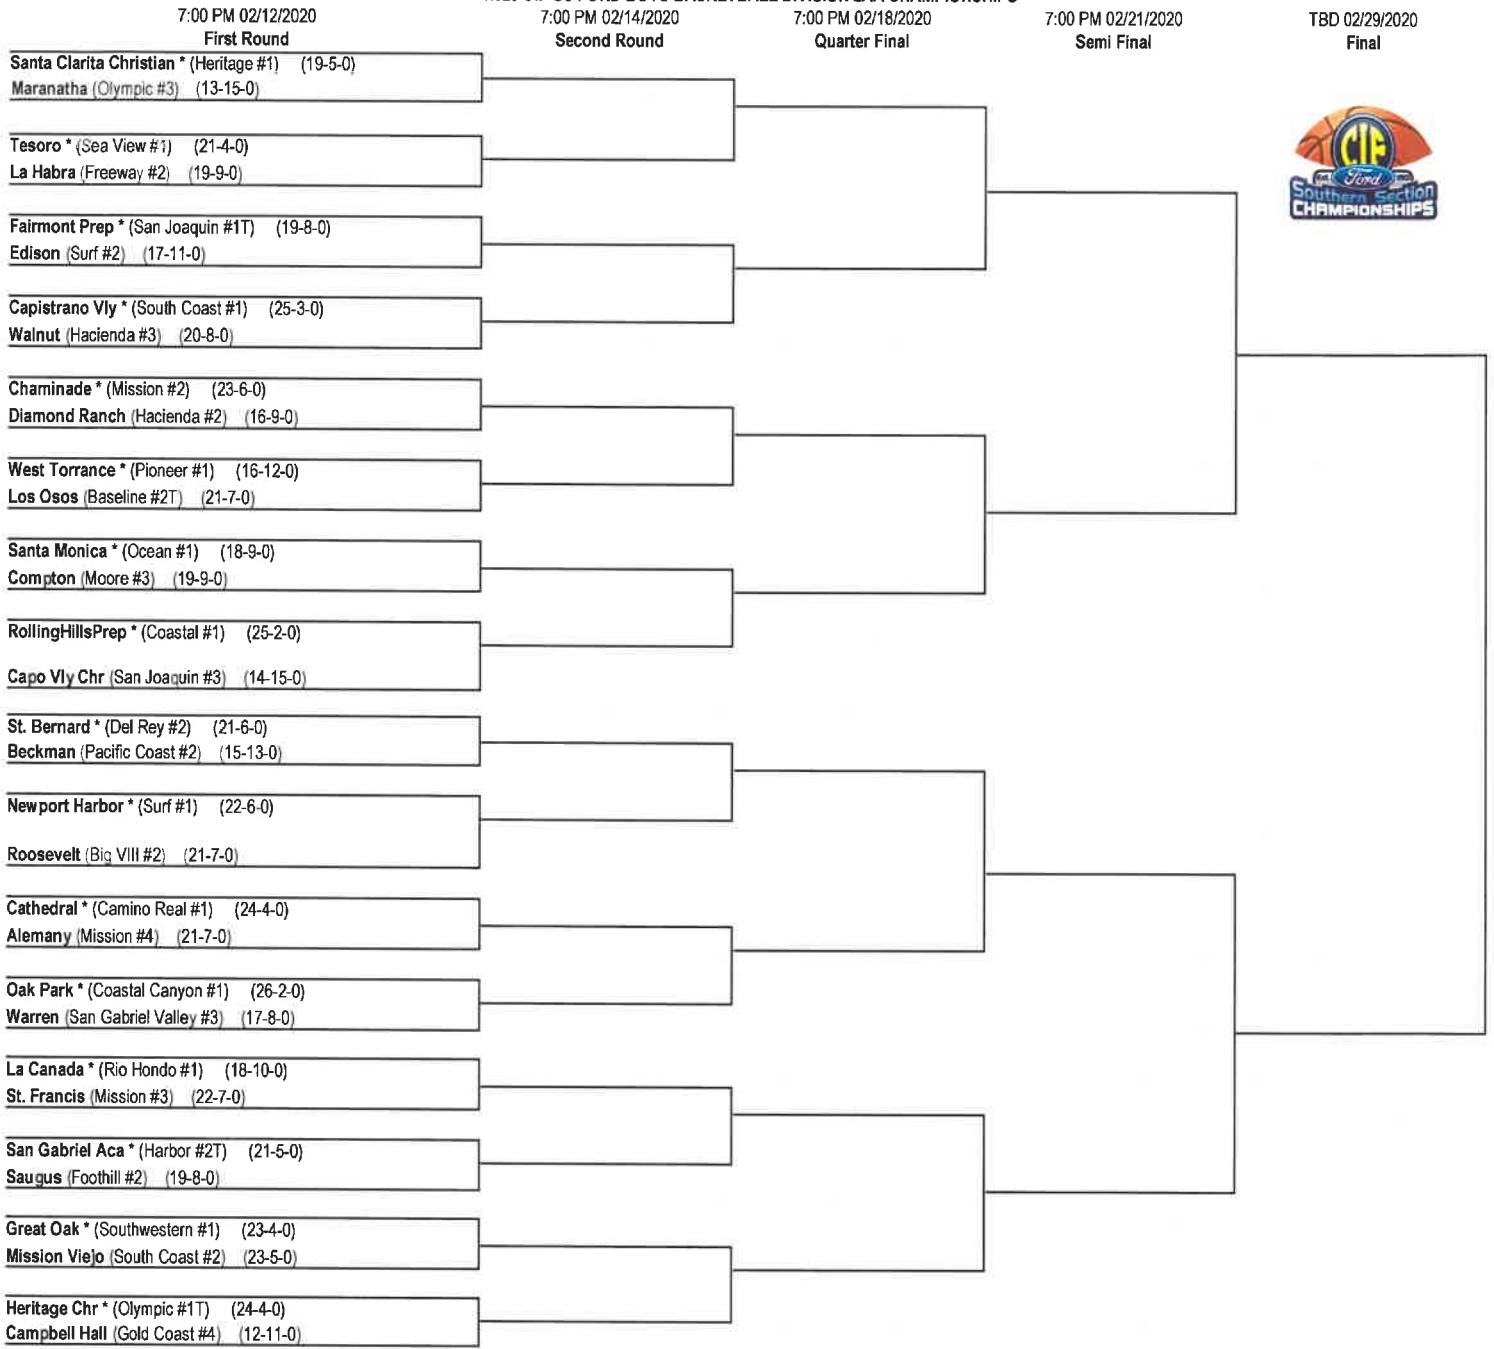 7:00 PM 02/12/2020
First Round
7:00 PM 02/14/2020
Second Round
7:00 PM 02/18/2020
Quarter Final
7:00 PM 02/21/2020
Semi Final
TBD 02/29/2020
Final
Santa Clarita Christian * (Heritage #1) (19-5-0)
Maranatha (Olympic #3) (13-15-0)
Tesoro * (Sea View #1) (21-4-0)
La Habra (Freeway #2) (19-9-0)
Fairmont Prep * (San Joaquin #1T) (19-8-0)
Edison (Surf #2) (17-11-0)
Capistrano Vly * (South Coast #1) (25-3-0)
Walnut (Hacienda #3) (20-8-0)
Chaminade * (Mission #2) (23-6-0)
Diamond Ranch (Hacienda #2) (16-9-0)
West Torrance * (Pioneer #1) (16-12-0)
Los Osos (Baseline #2T) (21-7-0)
Santa Monica * (Ocean #1) (18-9-0)
Compton (Moore #3) (19-9-0)
RollingHillsPrep * (Coastal #1) (25-2-0)
Capo Vly Chr (San Joaquin #3) (14-15-0)
St. Bernard * (Del Rey #2) (21-6-0)
Beckman (Pacific Coast #2) (15-13-0)
Newport Harbor * (Surf #1) (22-6-0)
Roosevelt (Big VIII #2) (21-7-0)
Cathedral * (Camino Real #1) (24-4-0)
Alemany (Mission #4) (21-7-0)
Oak Park * (Coastal Canyon #1) (26-2-0)
Warren (San Gabriel Valley #3) (17-8-0)
La Canada * (Rio Hondo #1) (18-10-0)
St. Francis (Mission #3) (22-7-0)
San Gabriel Aca * (Harbor #2T) (21-5-0)
Saugus (Foothill #2) (19-8-0)
Great Oak * (Southwestern #1) (23-4-0)
Mission Viejo (South Coast #2) (23-5-0)
Heritage Chr * (Olympic #1T) (24-4-0)
Campbell Hall (Gold Coast #4) (12-11-0)
CIF
Ford
Southern Section
CHAMPIONSHIPS